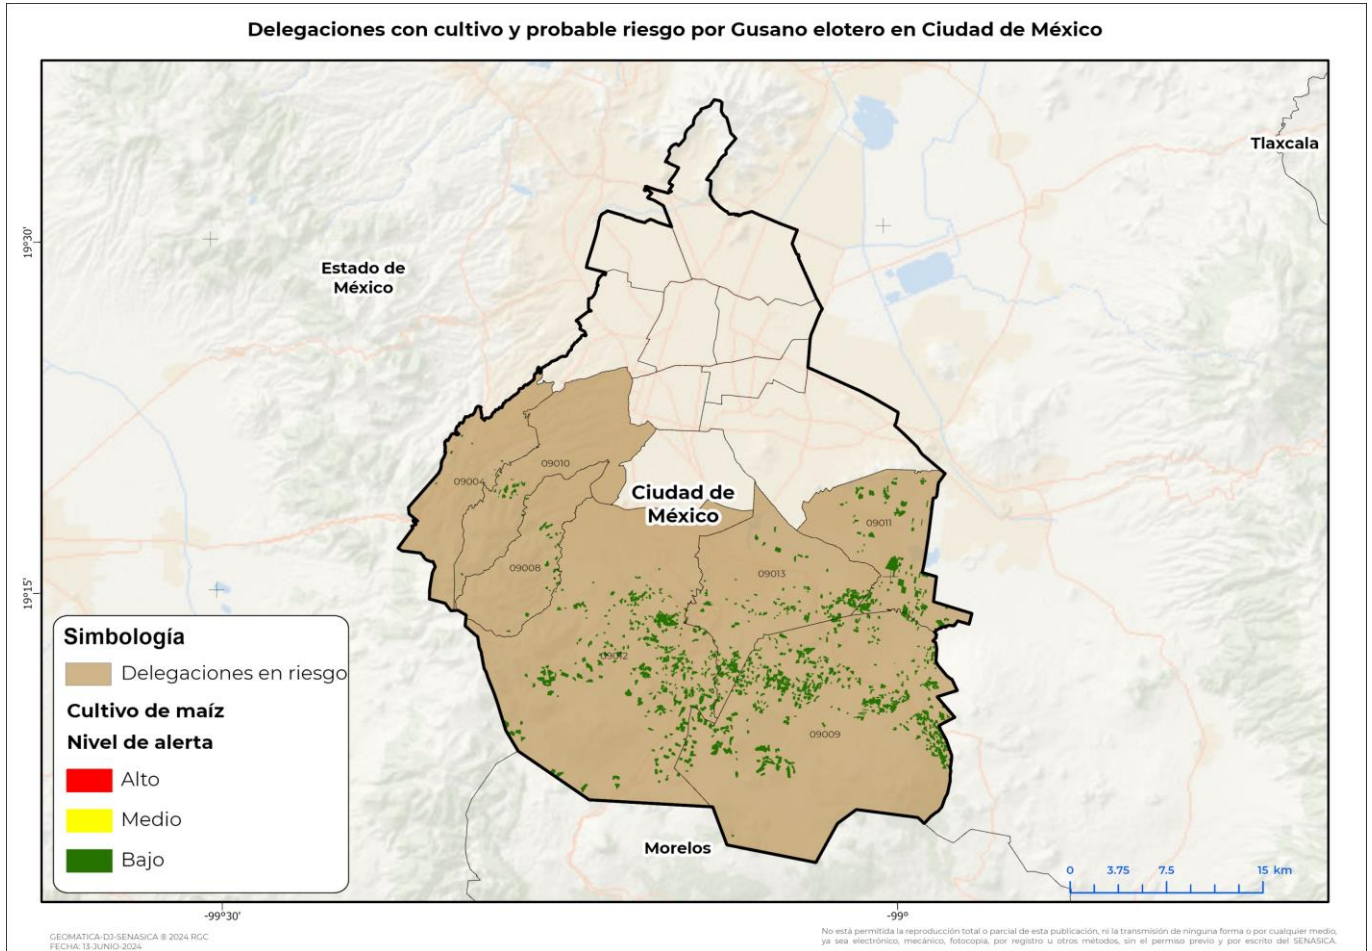 Delegaciones con cultivo y probable riesgo por Gusano elotero en Ciudad de México
Tlaxcala
19°30'
Estado de
México
09010
09004
Ciudad de
México
09011
09008
09013
19°15'
Simbología
Delegaciones en riesgo
Cultivo de maíz
Nivel de alerta
Alto
Medio
Bajo
09012
09009
Morelos
0 3.75 7.5 15 km
-99°30'
-99°
GEOMATICA-DJ-SENASICA ® 2024 RGC
FECHA: 13-JUNIO-2024
No está permitida la reproducción total o parcial de esta publicación, ni la transmisión de ninguna forma o por cualquier medio,
ya sea electrónico, mecánico, fotocopia, por registro u otros métodos, sin el permiso previo y por escrito del SENASICA.